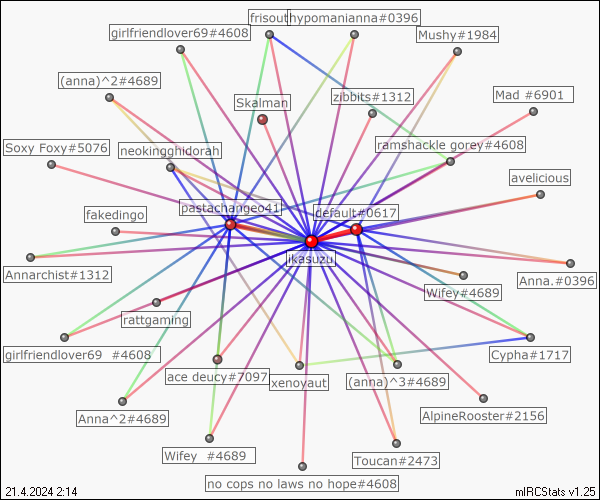 frisout
hypomanianna#0396
girlfriendlover69#4608
Mushy#1984
(anna)^2#4689
Skalman
zibbits#1312
Mad #6901
Soxy Foxy#5076
neokingghidorah
ramshackle gorey#4608
avelicious
pastachangeo41
default#0617
fakedingo
jkasuzu
Annarchist#1312
Wifey#4689
Anna.#0396
rattgaming
girlfriendlover69 #4608
Cypha#1717
ace deucy#7097
xenoyaut
(anna)^3#4689
Anna^2#4689
AlpineRooster#2156
Wifey #4689
Toucan#2473
no cops no laws no hope#4608
21.4.2024 2:14
mIRCStats v1.25